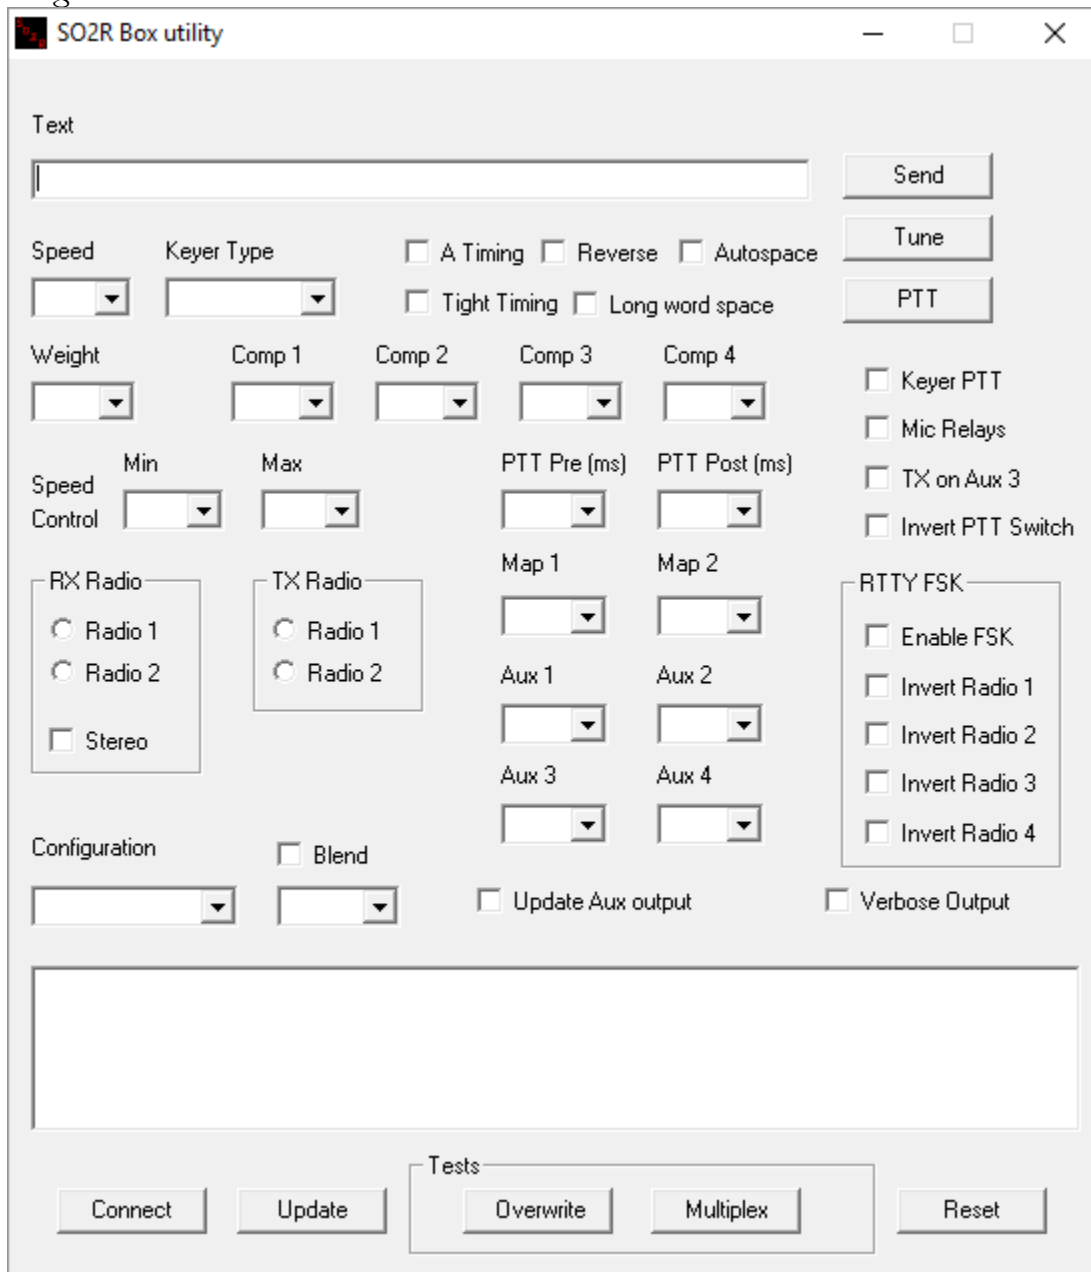 SO2R Box utility
Text
Send
Tune
PTT
Speed Keyer Type
A Timing Reverse Autospace
Tight Timing Long word space
Weight Comp 1 Comp 2 Comp 3 Comp 4
Keyer PTT
Mic Relays
TX on Aux 3
Invert PTT Switch
Speed Control
Min Max
PTT Pre (ms) PTT Post (ms)
Map 1 Map 2
RX Radio
Radio 1
Radio 2
Stereo
TX Radio
Radio 1
Radio 2
Aux 1 Aux 2
Aux 3 Aux 4
RTTY FSK
Enable FSK
Invert Radio 1
Invert Radio 2
Invert Radio 3
Invert Radio 4
Configuration
Blend
Update Aux output
Verbose Output
Connect Update
Tests
Overwrite Multiplex
Reset